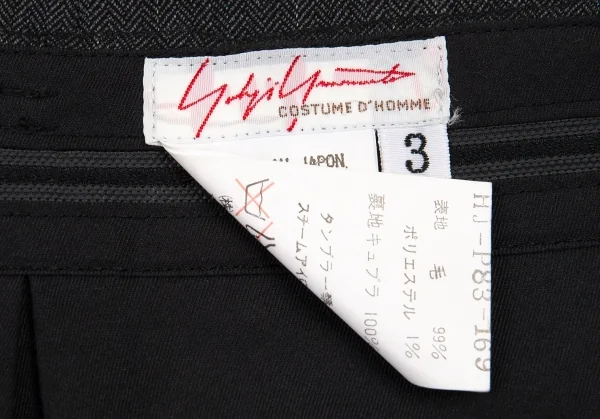 Yohji Yamamoto
COSTUME D'HOMME
JAPON.
3
HJ-P83-169
表地 毛 99%
ポリエステル 1%
裏地 キュプラ 100%
タンブラー
スチームアイ